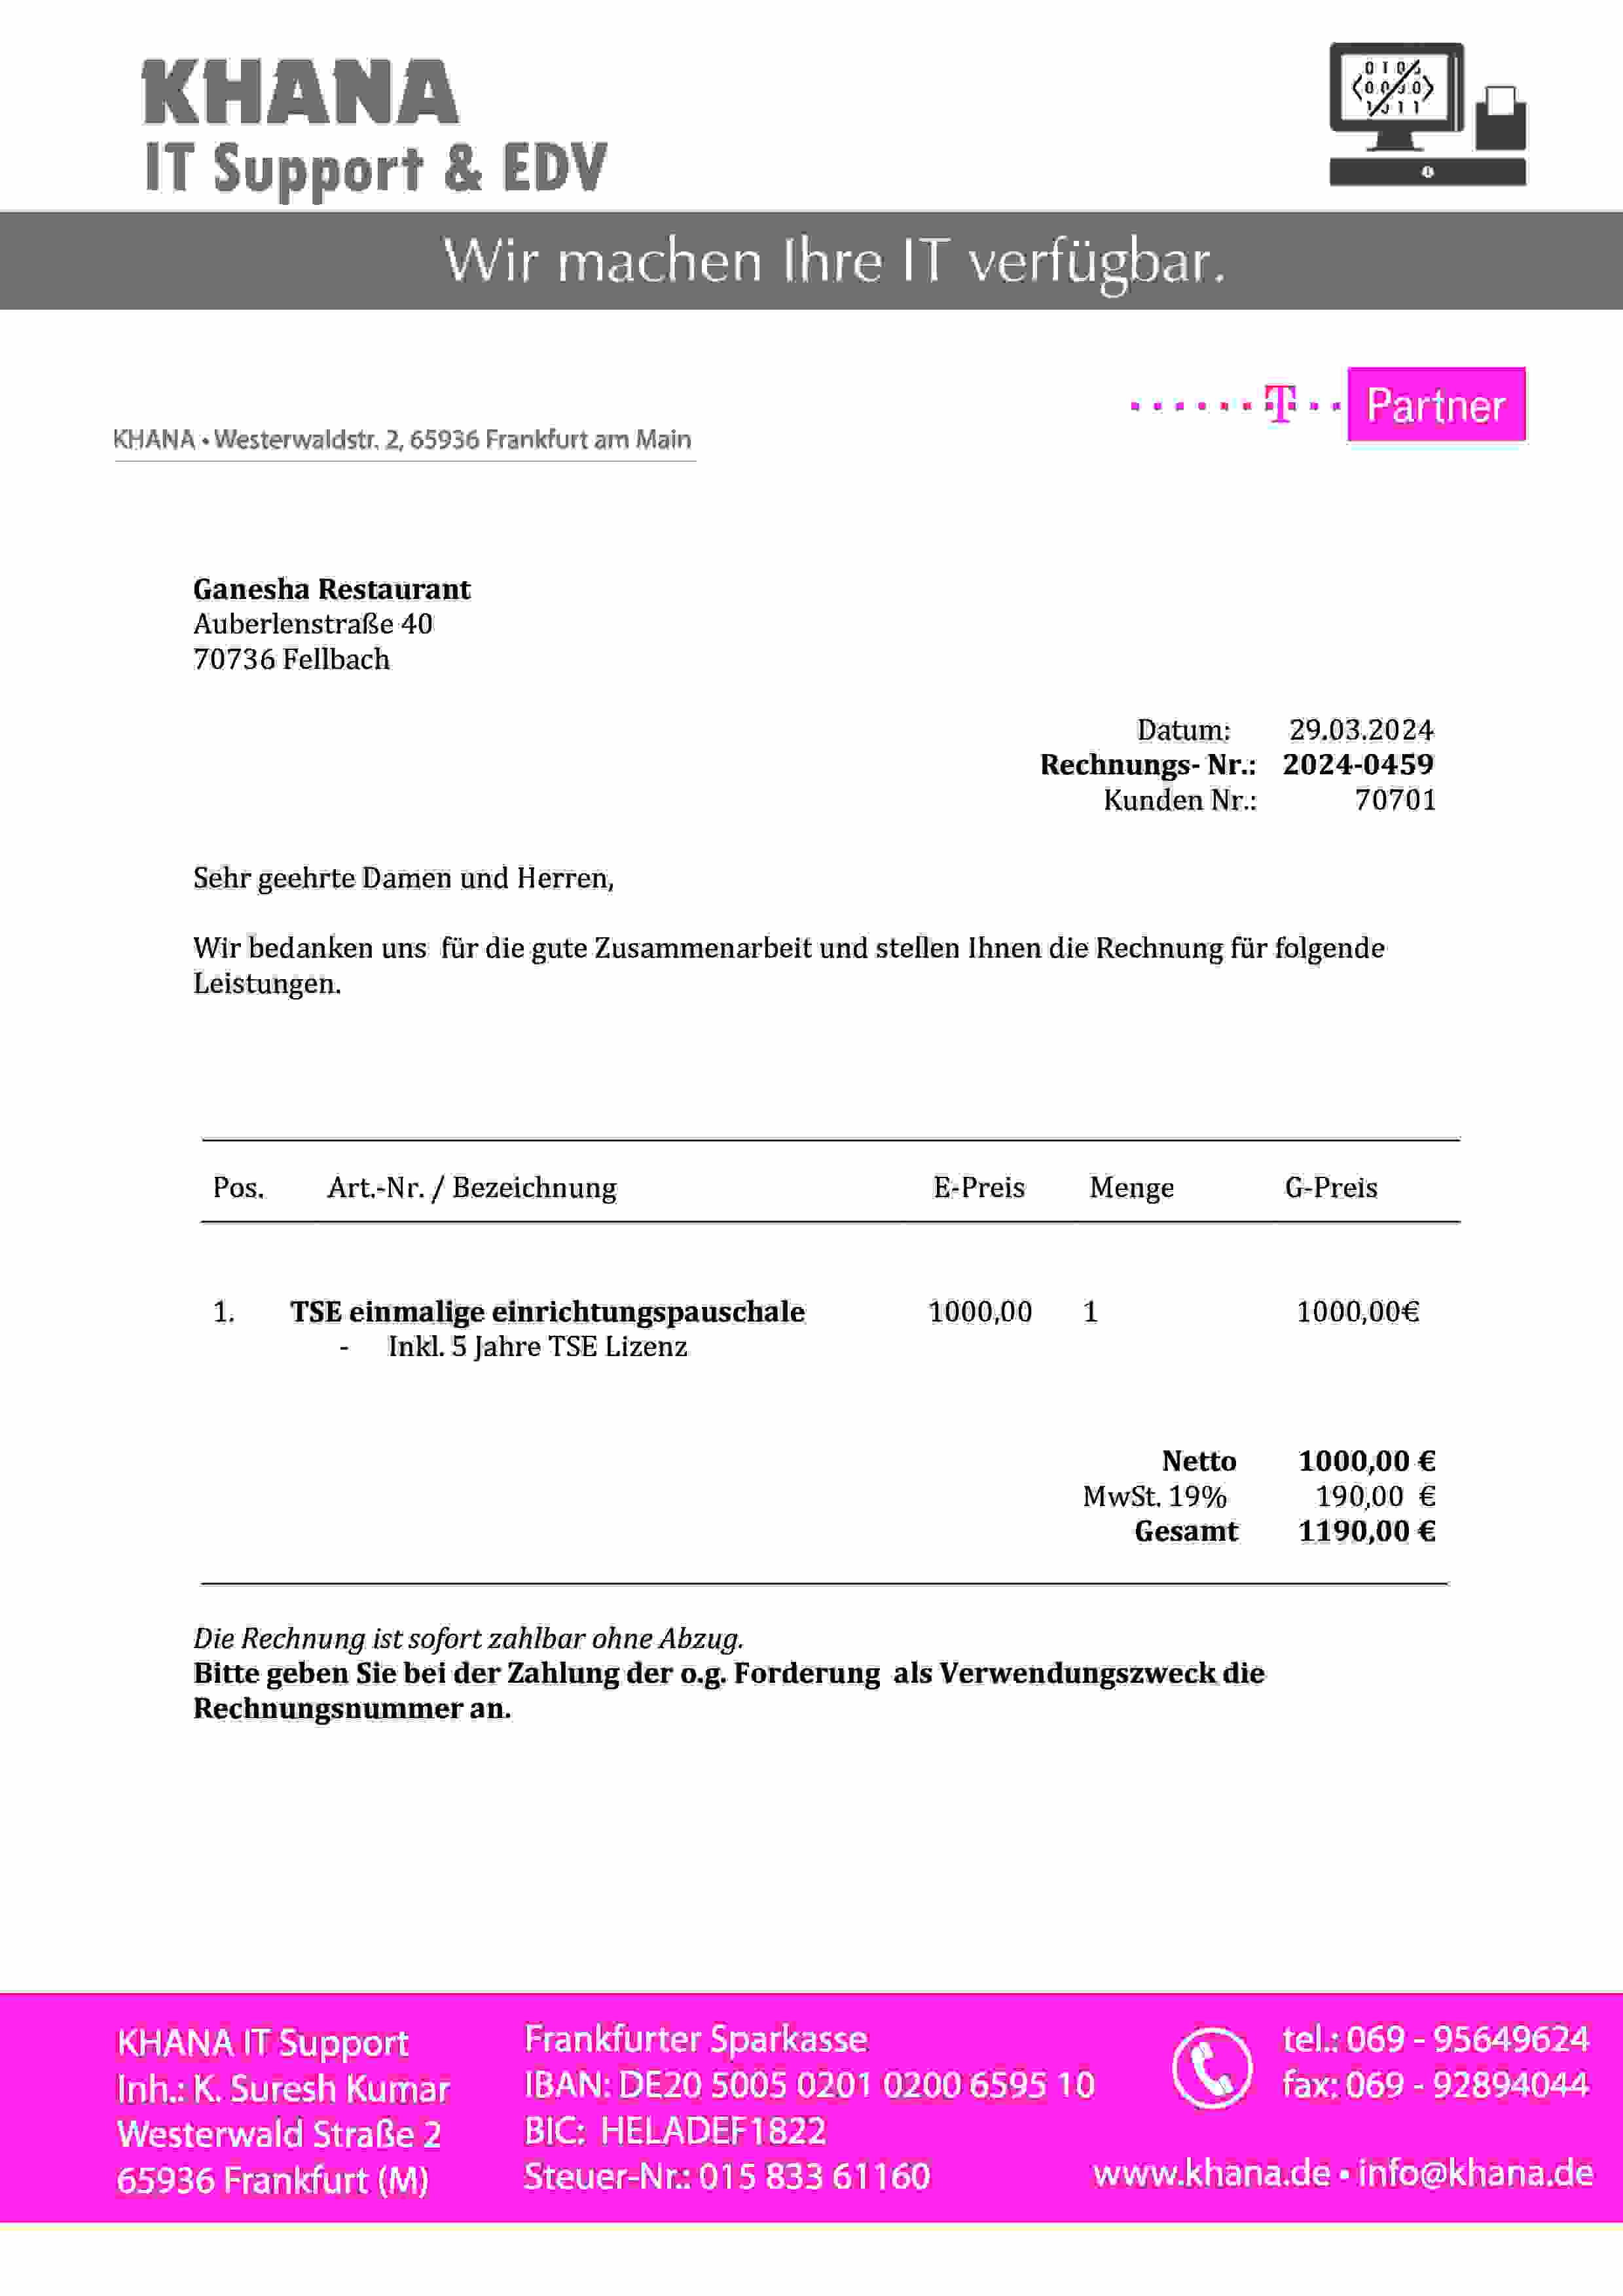 KHANA
IT Support & EDV
Wir machen Ihre IT verfügbar.
T Partner
KHANA • Westerwaldstr. 2, 65936 Frankfurt am Main
Ganesha Restaurant
Auberlenstraße 40
70736 Fellbach
Datum: 29.03.2024
Rechnungs- Nr.: 2024-0459
Kunden Nr.: 70701
Sehr geehrte Damen und Herren,
Wir bedanken uns für die gute Zusammenarbeit und stellen Ihnen die Rechnung für folgende
Leistungen.
Pos. Art.-Nr. / Bezeichnung E-Preis Menge G-Preis
1. TSE einmalige einrichtungspauschale 1000,00 1 1000,00€
- Inkl. 5 Jahre TSE Lizenz
Netto 1000,00 €
MwSt. 19% 190,00 €
Gesamt 1190,00 €
Die Rechnung ist sofort zahlbar ohne Abzug.
Bitte geben Sie bei der Zahlung der o.g. Forderung als Verwendungszweck die
Rechnungsnummer an.
KHANA IT Support
Inh.: K. Suresh Kumar
Westerwald Straße 2
65936 Frankfurt (M)
Frankfurter Sparkasse
IBAN: DE20 5005 0201 0200 6595 10
BIC: HELADEF1822
Steuer-Nr.: 015 833 61160
tel.: 069 - 95649624
fax: 069 - 92894044
www.khana.de • info@khana.de